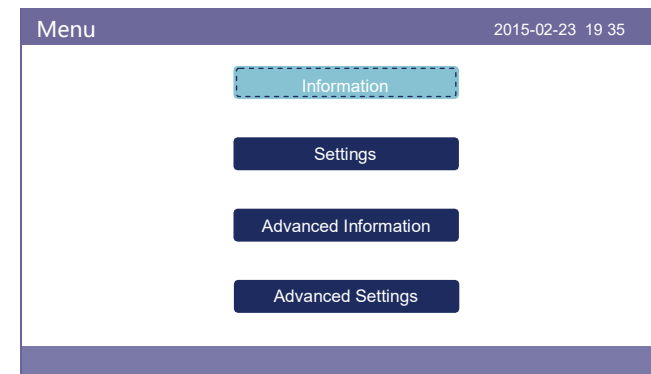 Menu 2015-02-23 19 35
Information
Settings
Advanced Information
Advanced Settings